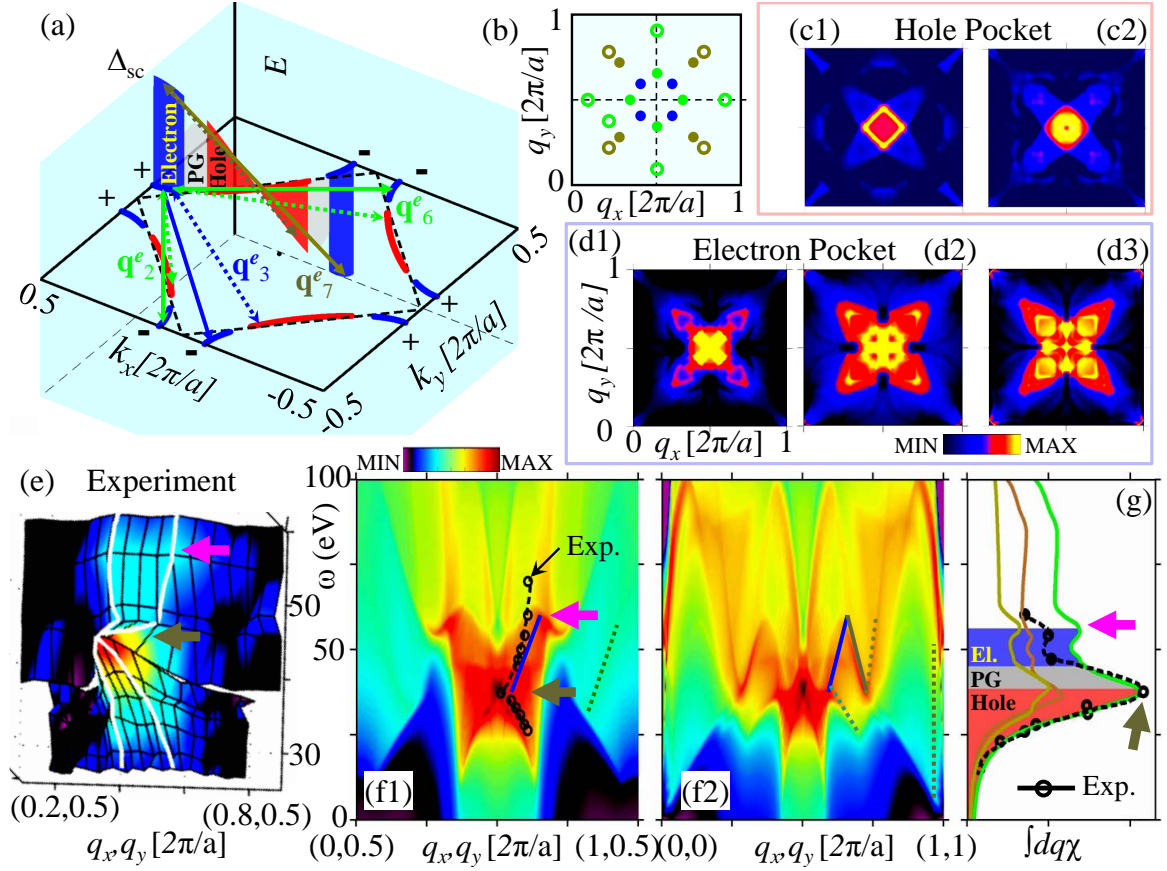 (a)
Δsc
E
Electron
PG
Hole
+
+
-
-
q^e_6
q^e_2
q^e_3
q^e_7
0.5
0.5
-
-
+
+
k_x[2π/a]
k_y[2π/a]
-0.5
-0.5
(b)
1
q_y[2π/a]
0
0
q_x[2π/a]
1
(c1) Hole Pocket (c2)
(d1) Electron Pocket (d2) (d3)
1
q_y[2π/a]
0
0 q_x[2π/a] 1
MIN MAX
(e) Experiment
50
30
(0.2,0.5)
(0.8,0.5)
q_x,q_y[2π/a]
MIN MAX
100
ω (eV)
50
0
Exp.
(f1)
(0,0.5) q_x,q_y[2π/a] (1,0.5)
(f2)
(0,0) q_x,q_y[2π/a] (1,1)
(g)
El.
PG
Hole
Exp.
∫dqχ